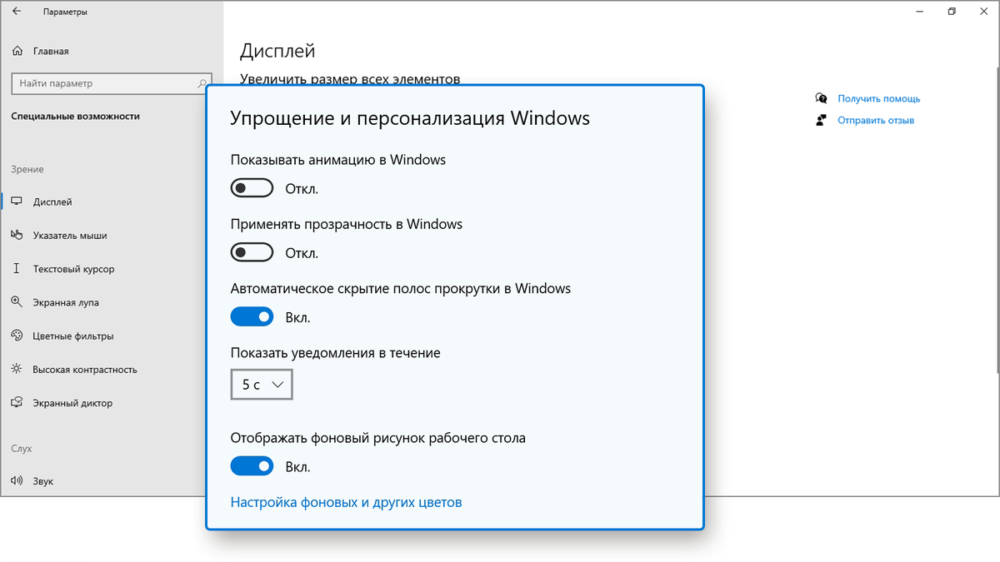 Параметры
Главная
Найти параметр
Специальные возможности
Зрение
Дисплей
Указатель мыши
Текстовый курсор
Экранная лупа
Цветные фильтры
Высокая контрастность
Экранный диктор
Слух
Звук
Дисплей
Увеличить размер всех элементов
Упрощение и персонализация Windows
Показывать анимацию в Windows
Откл.
Применять прозрачность в Windows
Откл.
Автоматическое скрытие полос прокрутки в Windows
Вкл.
Показать уведомления в течение
5 с
Отображать фоновый рисунок рабочего стола
Вкл.
Настройка фоновых и других цветов
Получить помощь
Отправить отзыв